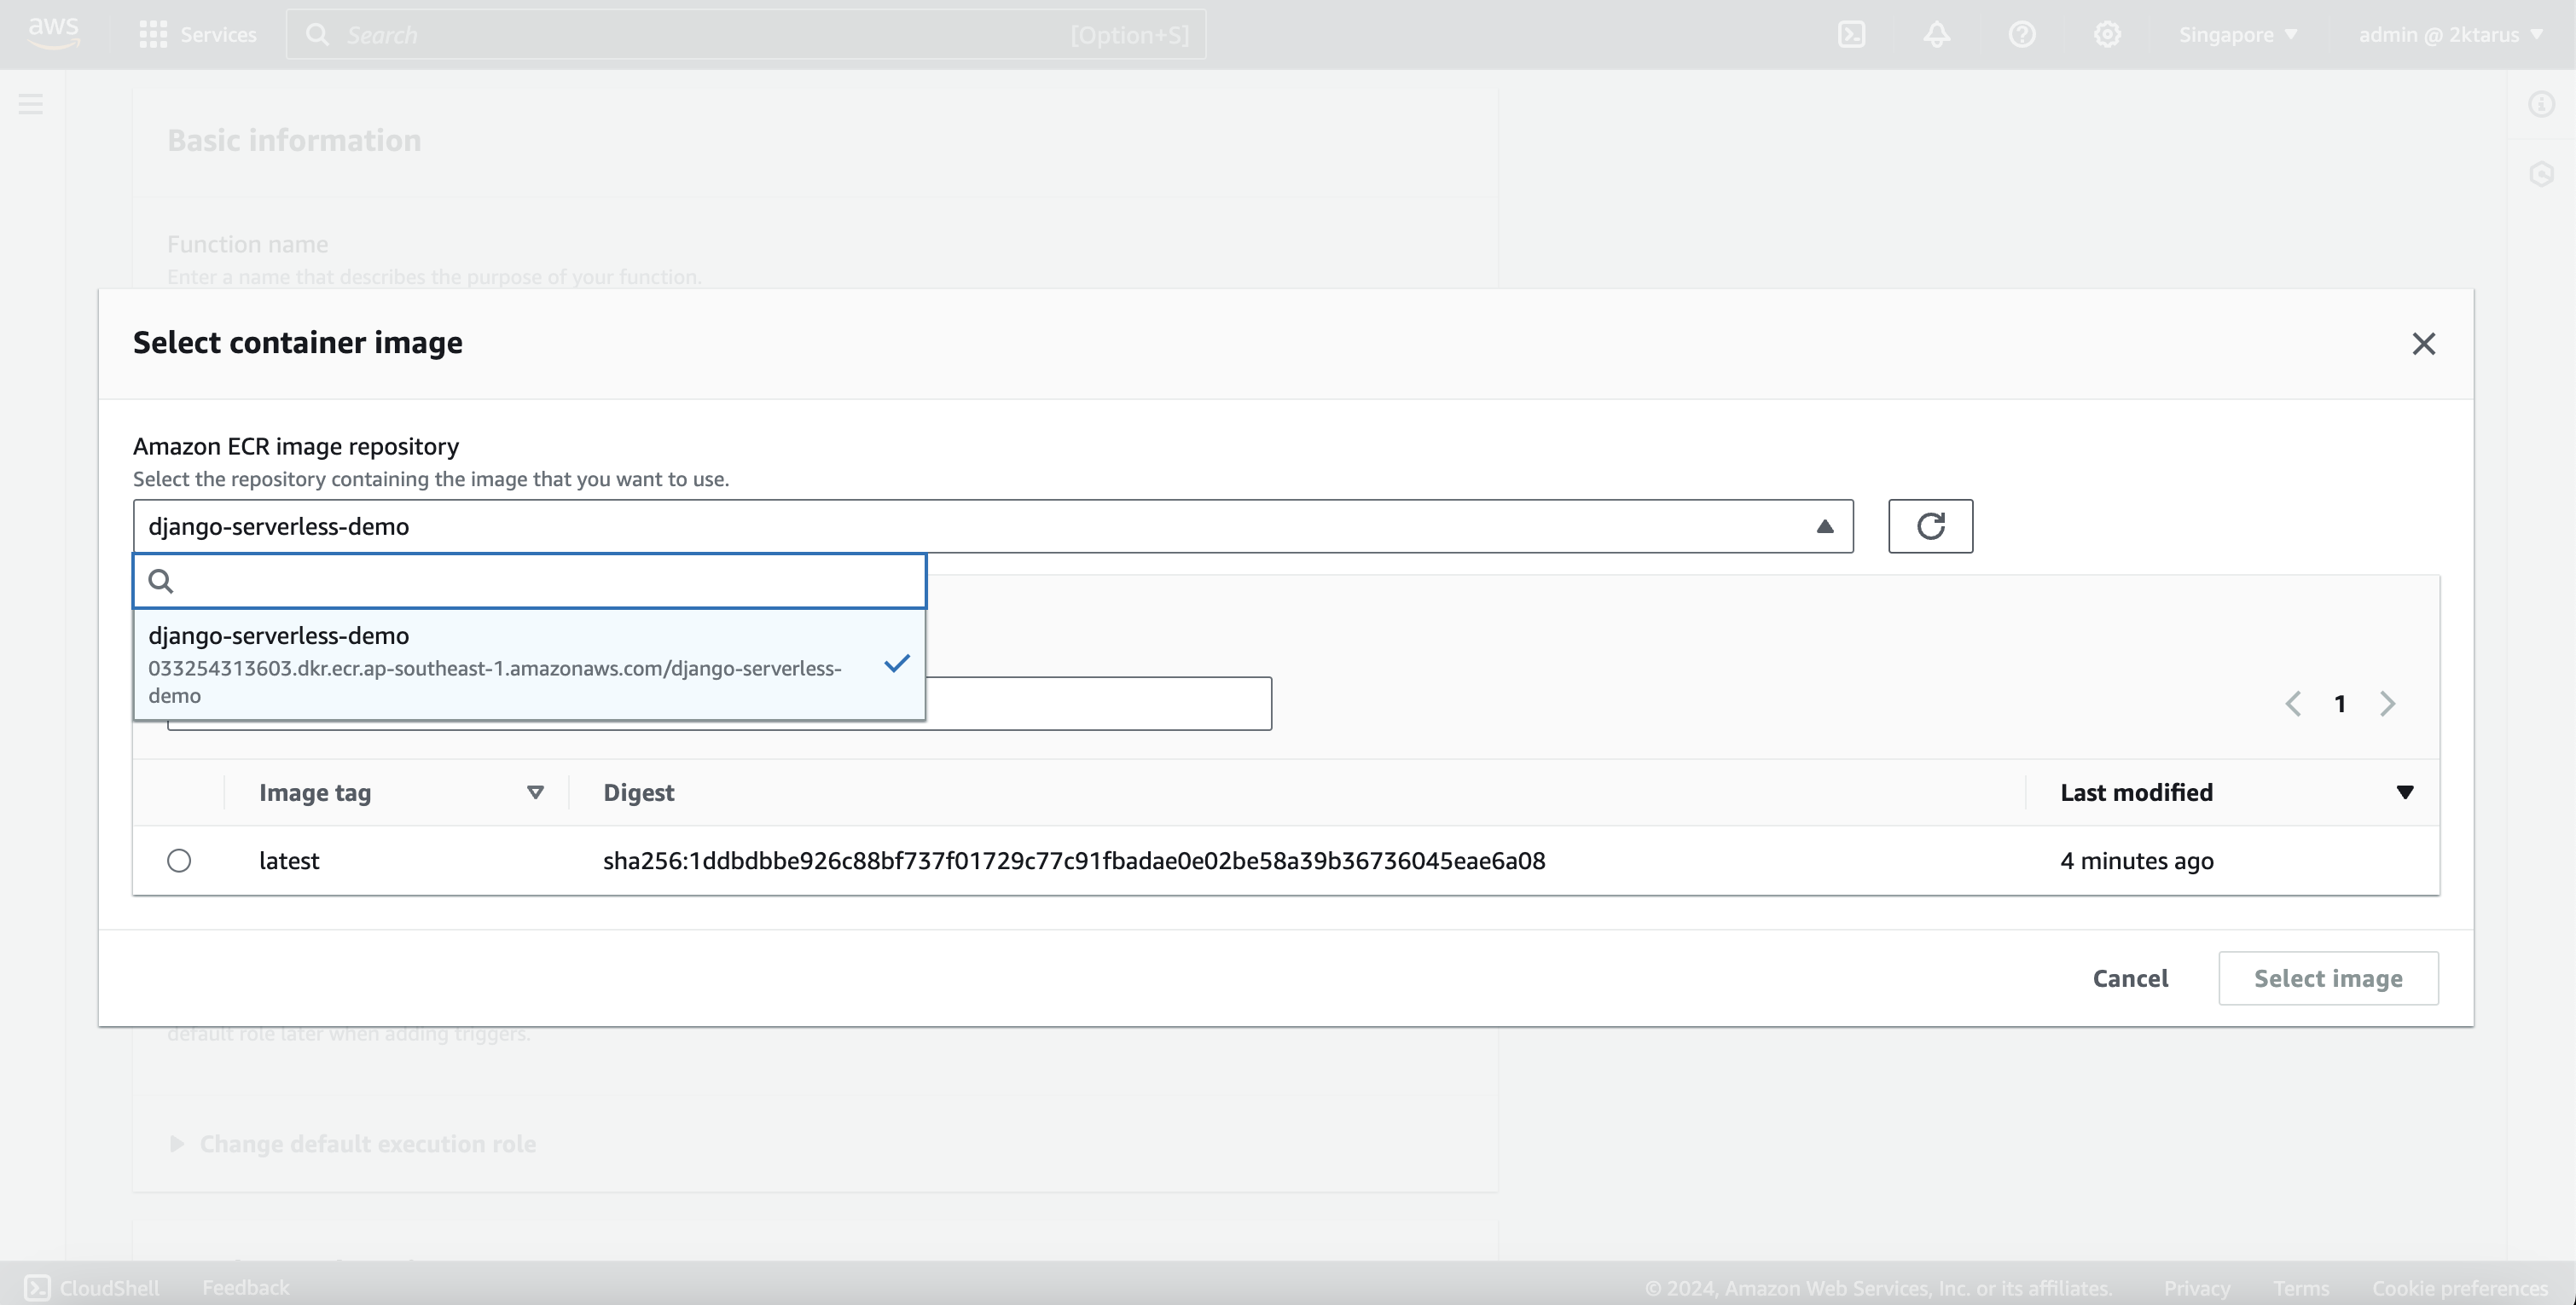 aws
Services
Search
[Option+S]
Singapore
admin @ 2ktarus
Basic information
Function name
Enter a name that describes the purpose of your function.
Select container image
Amazon ECR image repository
Select the repository containing the image that you want to use.
django-serverless-demo
django-serverless-demo
033254313603.dkr.ecr.ap-southeast-1.amazonaws.com/django-serverless-
demo
1
Image tag
Digest
Last modified
latest
sha256:1ddbdbbe926c88bf737f01729c77c91fbadae0e02be58a39b36736045eae6a08
4 minutes ago
Cancel
Select image
default role later when adding triggers.
Change default execution role
CloudShell
Feedback
© 2024, Amazon Web Services, Inc. or its affiliates.
Privacy
Terms
Cookie preferences